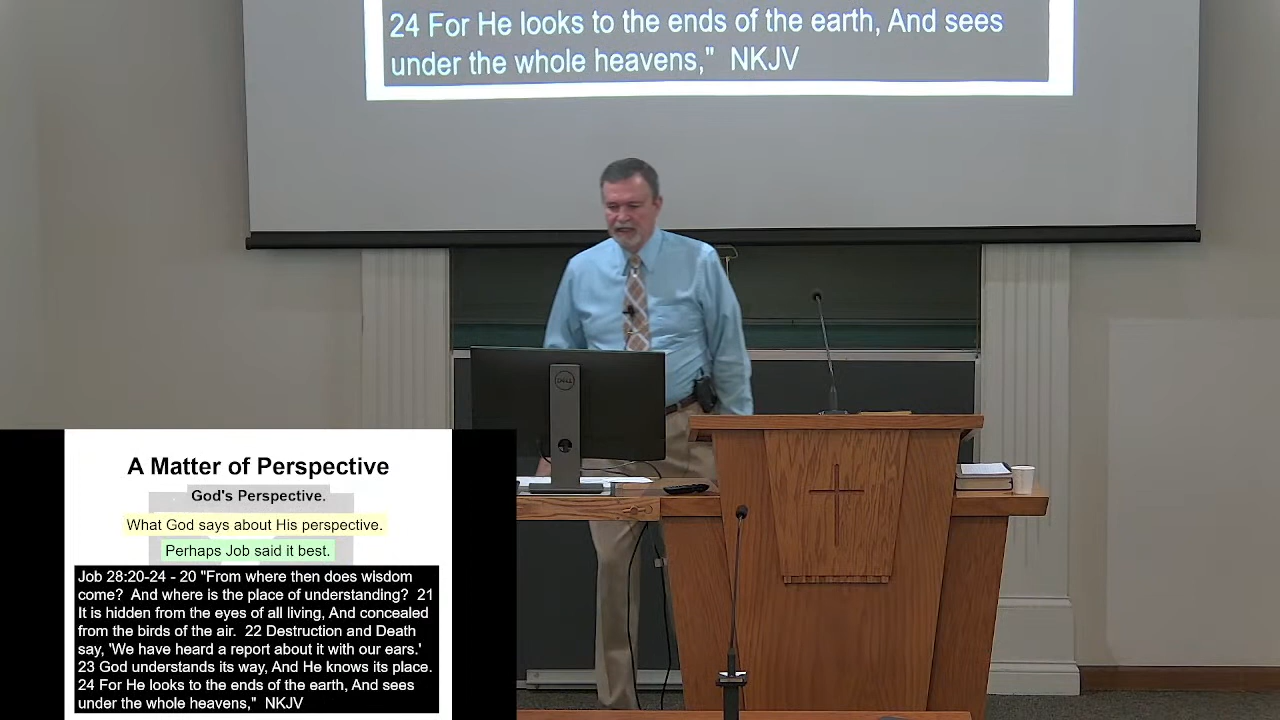 24 For He looks to the ends of the earth, And sees
under the whole heavens," NKJV
DELL
A Matter of Perspective
God's Perspective.
What God says about His perspective.
Perhaps Job said it best.
Job 28:20-24 - 20 "From where then does wisdom
come? And where is the place of understanding? 21
It is hidden from the eyes of all living, And concealed
from the birds of the air. 22 Destruction and Death
say, 'We have heard a report about it with our ears.'
23 God understands its way, And He knows its place.
24 For He looks to the ends of the earth, And sees
under the whole heavens," NKJV